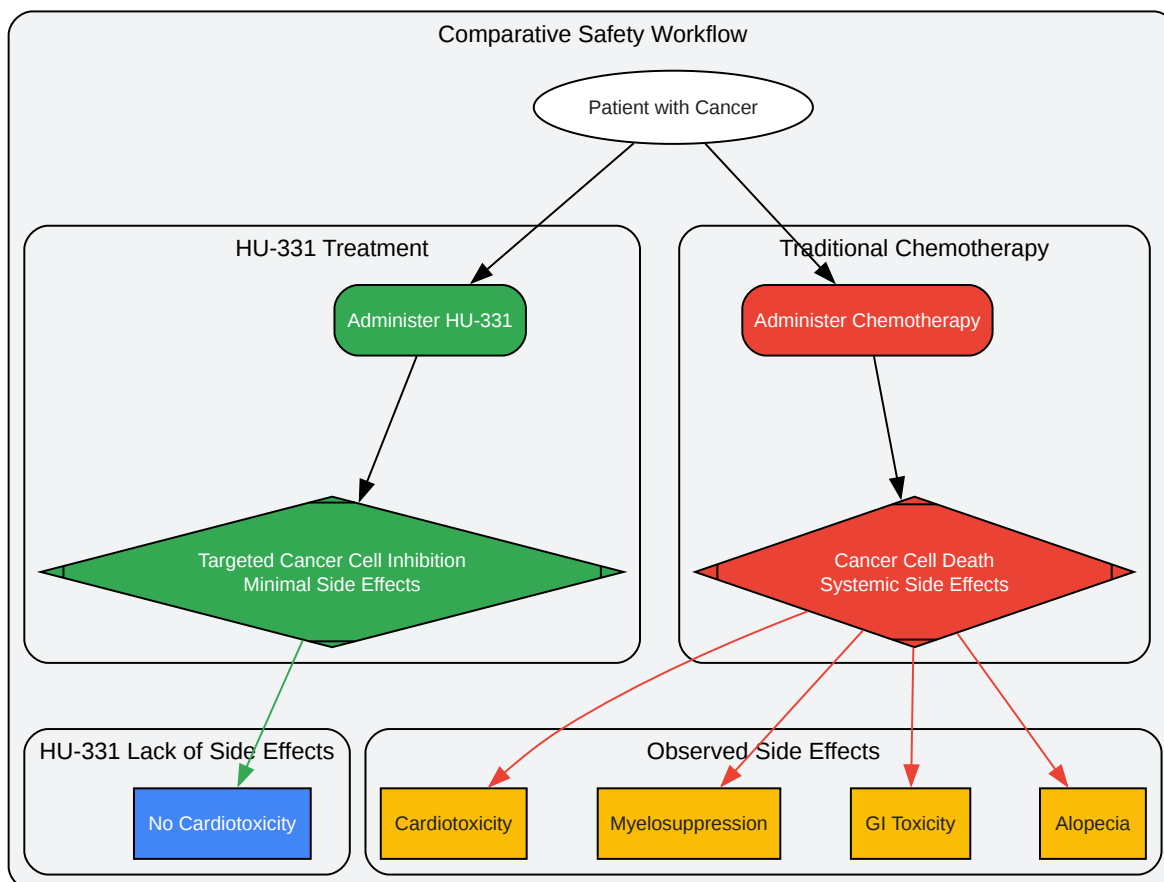 Comparative Safety Workflow
Patient with Cancer
HU-331 Treatment
Traditional Chemotherapy
Administer HU-331
Administer Chemotherapy
Targeted Cancer Cell Inhibition
Minimal Side Effects
Cancer Cell Death
Systemic Side Effects
HU-331 Lack of Side Effects
Observed Side Effects
No Cardiotoxicity
Cardiotoxicity
Myelosuppression
GI Toxicity
Alopecia